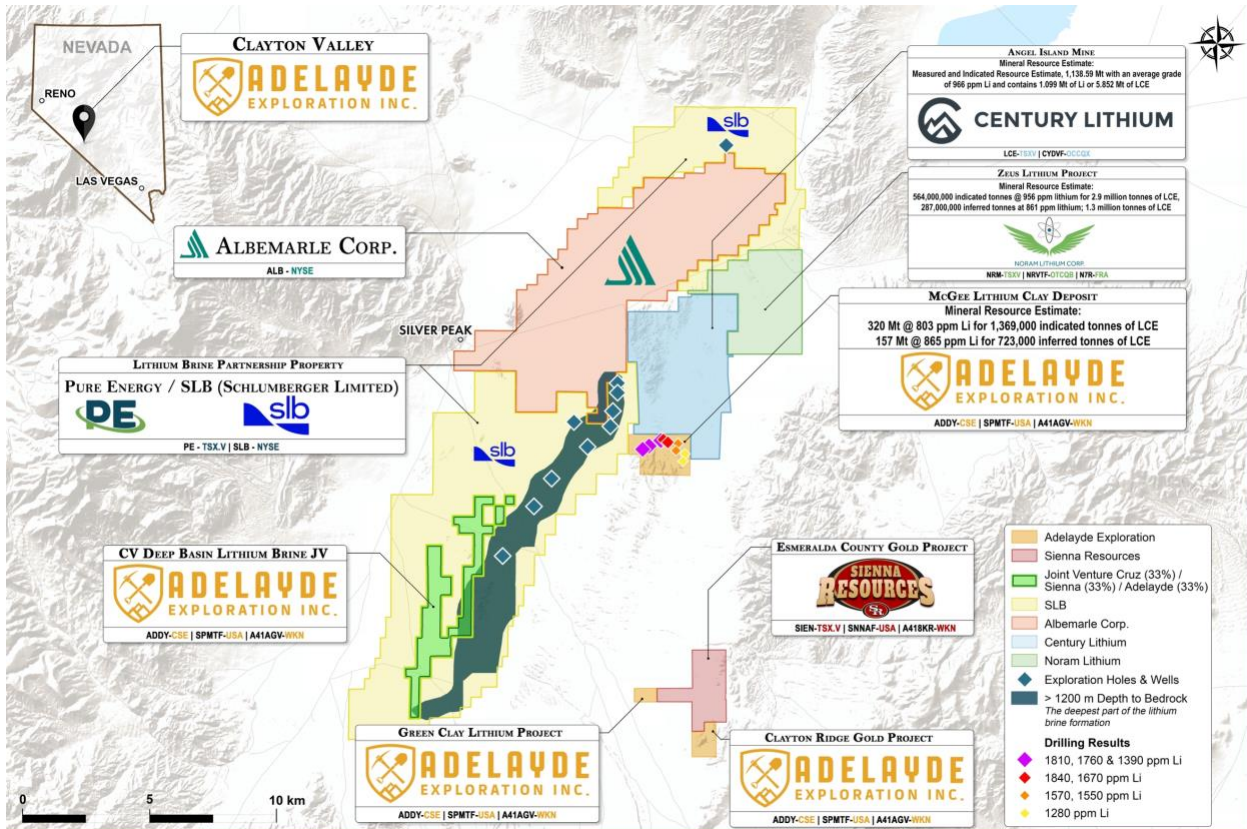 NEVADA
RENO
LAS VEGAS
CLAYTON VALLEY
ADELAYDE
EXPLORATION INC.
ALBEMARLE CORP.
ALB - NYSE
SILVER PEAK
LITHIUM BRINE PARTNERSHIP PROPERTY
PURE ENERGY / SLB (SCHLUMBERGER LIMITED)
PE
slb
PE - TSX.V | SLB - NYSE
slb
slb
CV DEEP BASIN LITHIUM BRINE JV
ADELAYDE
EXPLORATION INC.
ADDY-CSE | SPMTF-USA | A41AGV-WKN
GREEN CLAY LITHIUM PROJECT
ADELAYDE
EXPLORATION INC.
ADDY-CSE | SPMTF-USA | A41AGV-WKN
0 5 10 km
ANGEL ISLAND MINE
Mineral Resource Estimate:
Measured and Indicated Resource Estimate, 1,138.59 Mt with an average grade
of 966 ppm Li and contains 1.099 Mt of Li or 5.852 Mt of LCE
CENTURY LITHIUM
LCE-TSXV | CYDVF-OCCQX
ZEUS LITHIUM PROJECT
Mineral Resource Estimate:
564,000,000 indicated tonnes @ 956 ppm lithium for 2.9 million tonnes of LCE,
287,000,000 inferred tonnes at 861 ppm lithium; 1.3 million tonnes of LCE
NORAM LITHIUM CORP.
NRM-TSXV | NRVTF-OTCQB | N7R-FRA
MCGEE LITHIUM CLAY DEPOSIT
Mineral Resource Estimate:
320 Mt @ 803 ppm Li for 1,369,000 indicated tonnes of LCE
157 Mt @ 865 ppm Li for 723,000 inferred tonnes of LCE
ADELAYDE
EXPLORATION INC.
ADDY-CSE | SPMTF-USA | A41AGV-WKN
ESMERALDA COUNTY GOLD PROJECT
SIENNA
RESOURCES
SR
SIEN-TSX.V | SNNAF-USA | A418KR-WKN
CLAYTON RIDGE GOLD PROJECT
ADELAYDE
EXPLORATION INC.
ADDY-CSE | SPMTF-USA | A41AGV-WKN
Adelayde Exploration
Sienna Resources
Joint Venture Cruz (33%) /
Sienna (33%) / Adelayde (33%)
SLB
Albemarle Corp.
Century Lithium
Noram Lithium
Exploration Holes & Wells
> 1200 m Depth to Bedrock
The deepest part of the lithium
brine formation
Drilling Results
1810, 1760 & 1390 ppm Li
1840, 1670 ppm Li
1570, 1550 ppm Li
1280 ppm Li